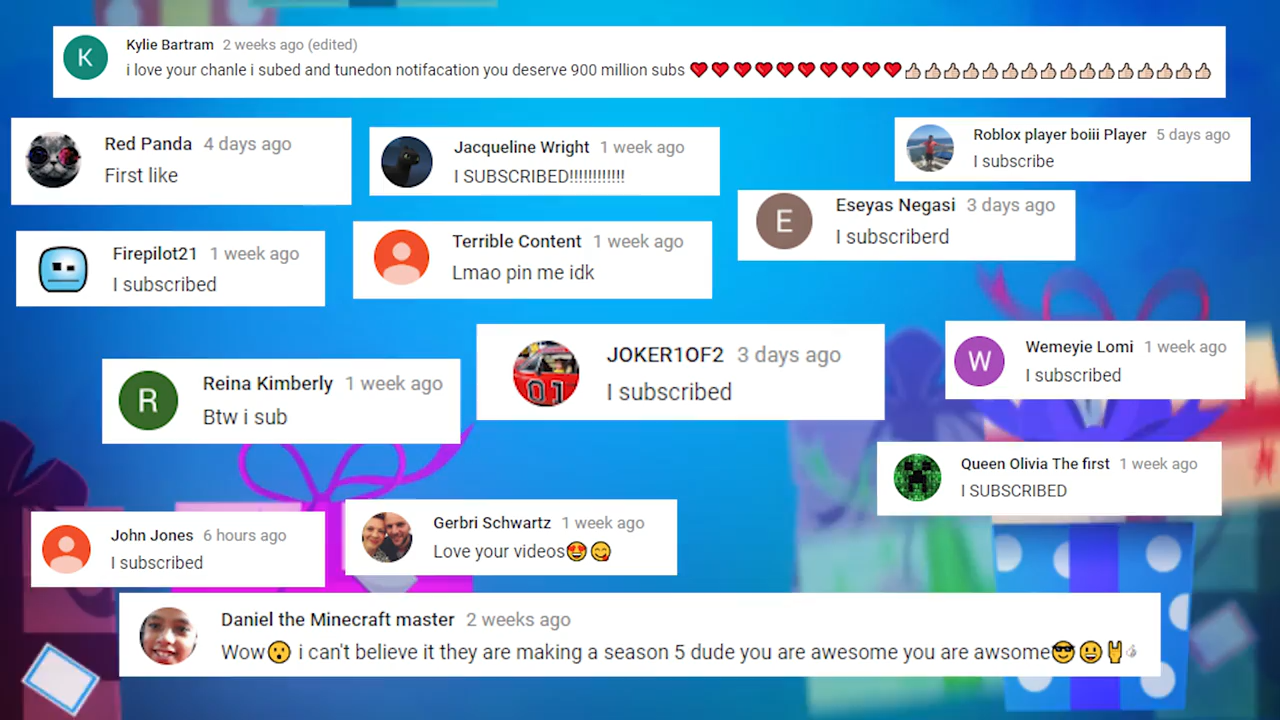 K
Kylie Bartram 2 weeks ago (edited)
i love your chanle i subed and tunedon notifacation you deserve 900 million subs ❤❤❤❤❤❤❤❤❤❤👍🏻👍🏻👍🏻👍🏻👍🏻👍🏻👍🏻👍🏻👍🏻👍🏻👍🏻👍🏻👍🏻👍🏻👍🏻👍🏻
Red Panda 4 days ago
First like
Jacqueline Wright 1 week ago
I SUBSCRIBED!!!!!!!!!!!!
Roblox player boiii Player 5 days ago
I subscribe
E
Eseyas Negasi 3 days ago
I subscriberd
Firepilot21 1 week ago
I subscribed
Terrible Content 1 week ago
Lmao pin me idk
R
Reina Kimberly 1 week ago
Btw i sub
01
JOKER1OF2 3 days ago
I subscribed
W
Wemeyie Lomi 1 week ago
I subscribed
Queen Olivia The first 1 week ago
I SUBSCRIBED
John Jones 6 hours ago
I subscribed
Gerbri Schwartz 1 week ago
Love your videos😍😋
Daniel the Minecraft master 2 weeks ago
Wow😯 i can't believe it they are making a season 5 dude you are awesome you are awsome😎😀🤘💣